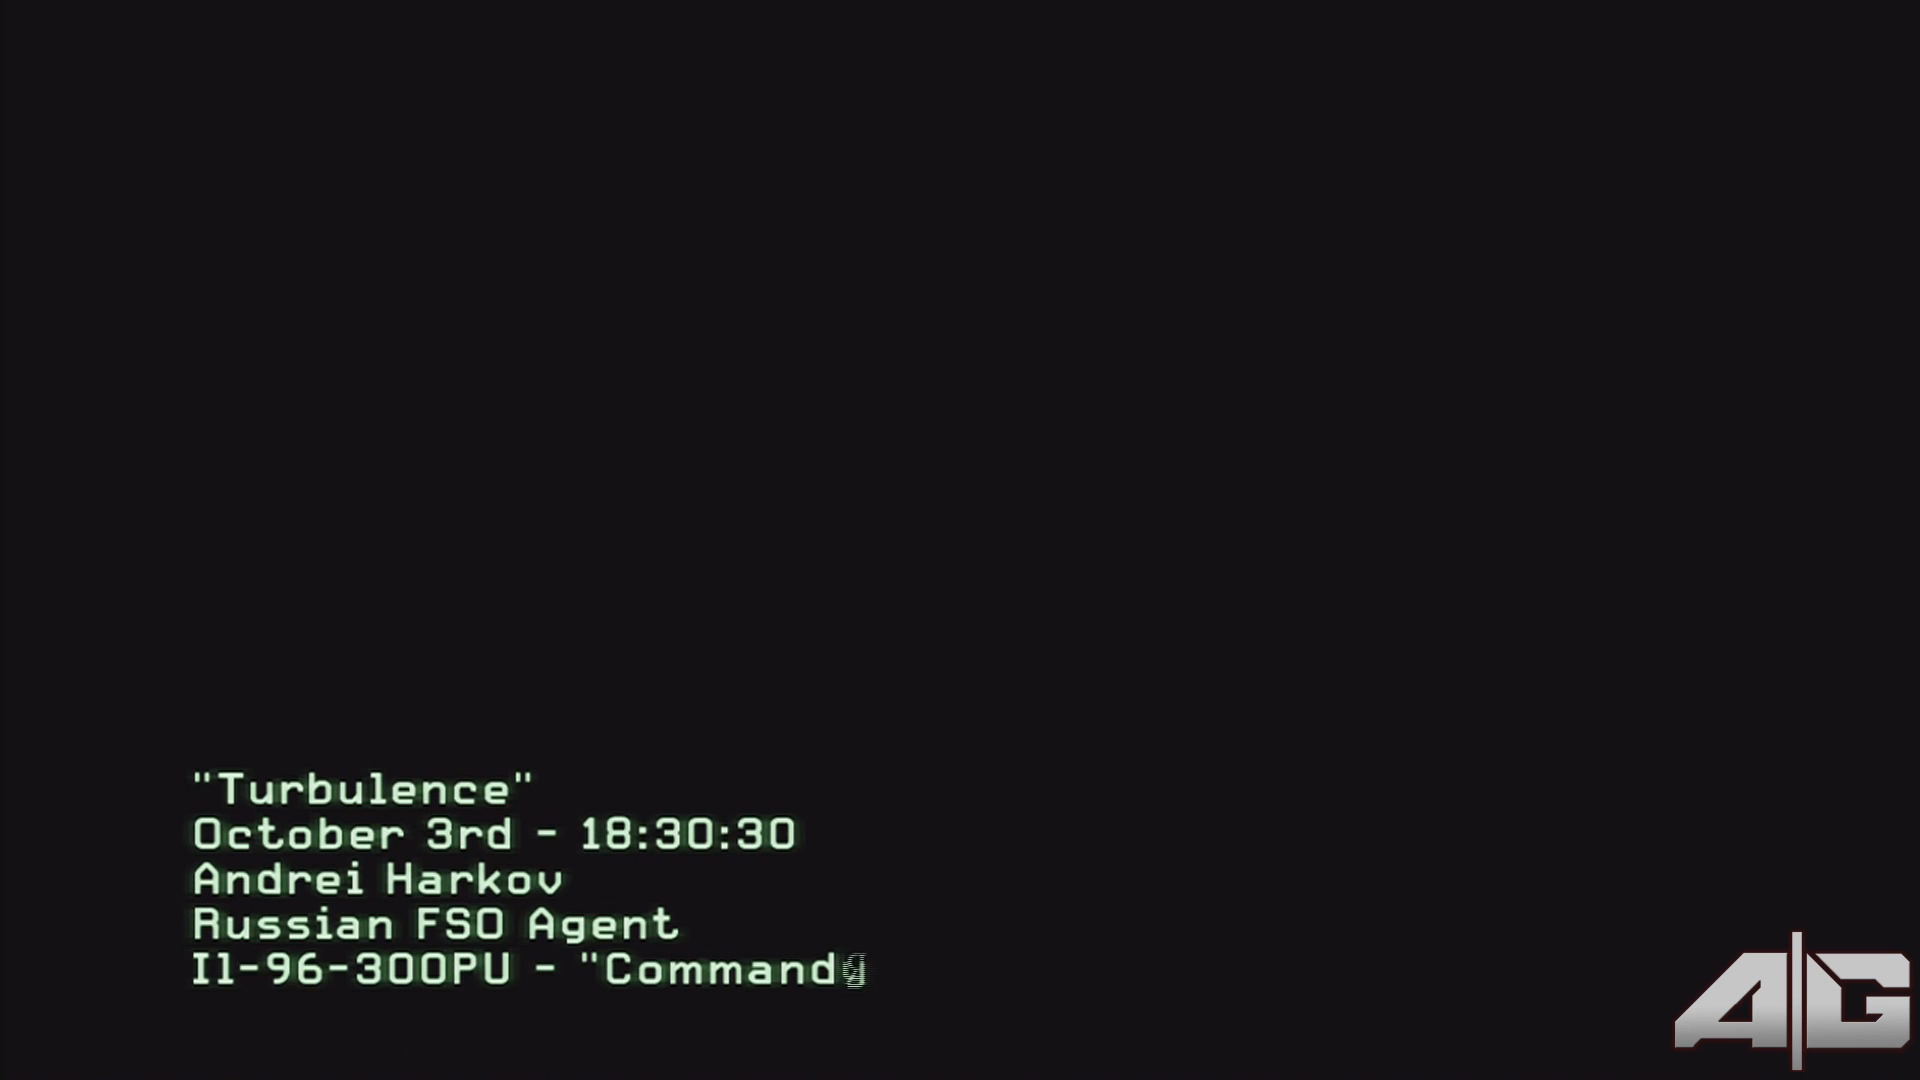 "Turbulence"
October 3rd - 18:30:30
Andrei Harkov
Russian FSO Agent
Il-96-300PU - "Command
A|G